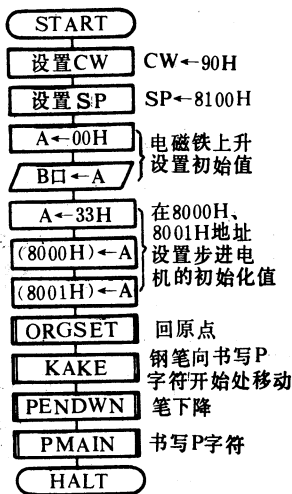 START
设置CW CW←90H
设置SP SP←8100H
A←00H
电磁铁上升
设置初始值
B口←A
A←33H
在8000H、
8001H地址
(8000H)←A
设置步进电
机的初始化值
(8001H)←A
ORGSET 回原点
KAKE
钢笔向书写P
字符开始处移动
PENDWN 笔下降
PMAIN 书写P字符
HALT